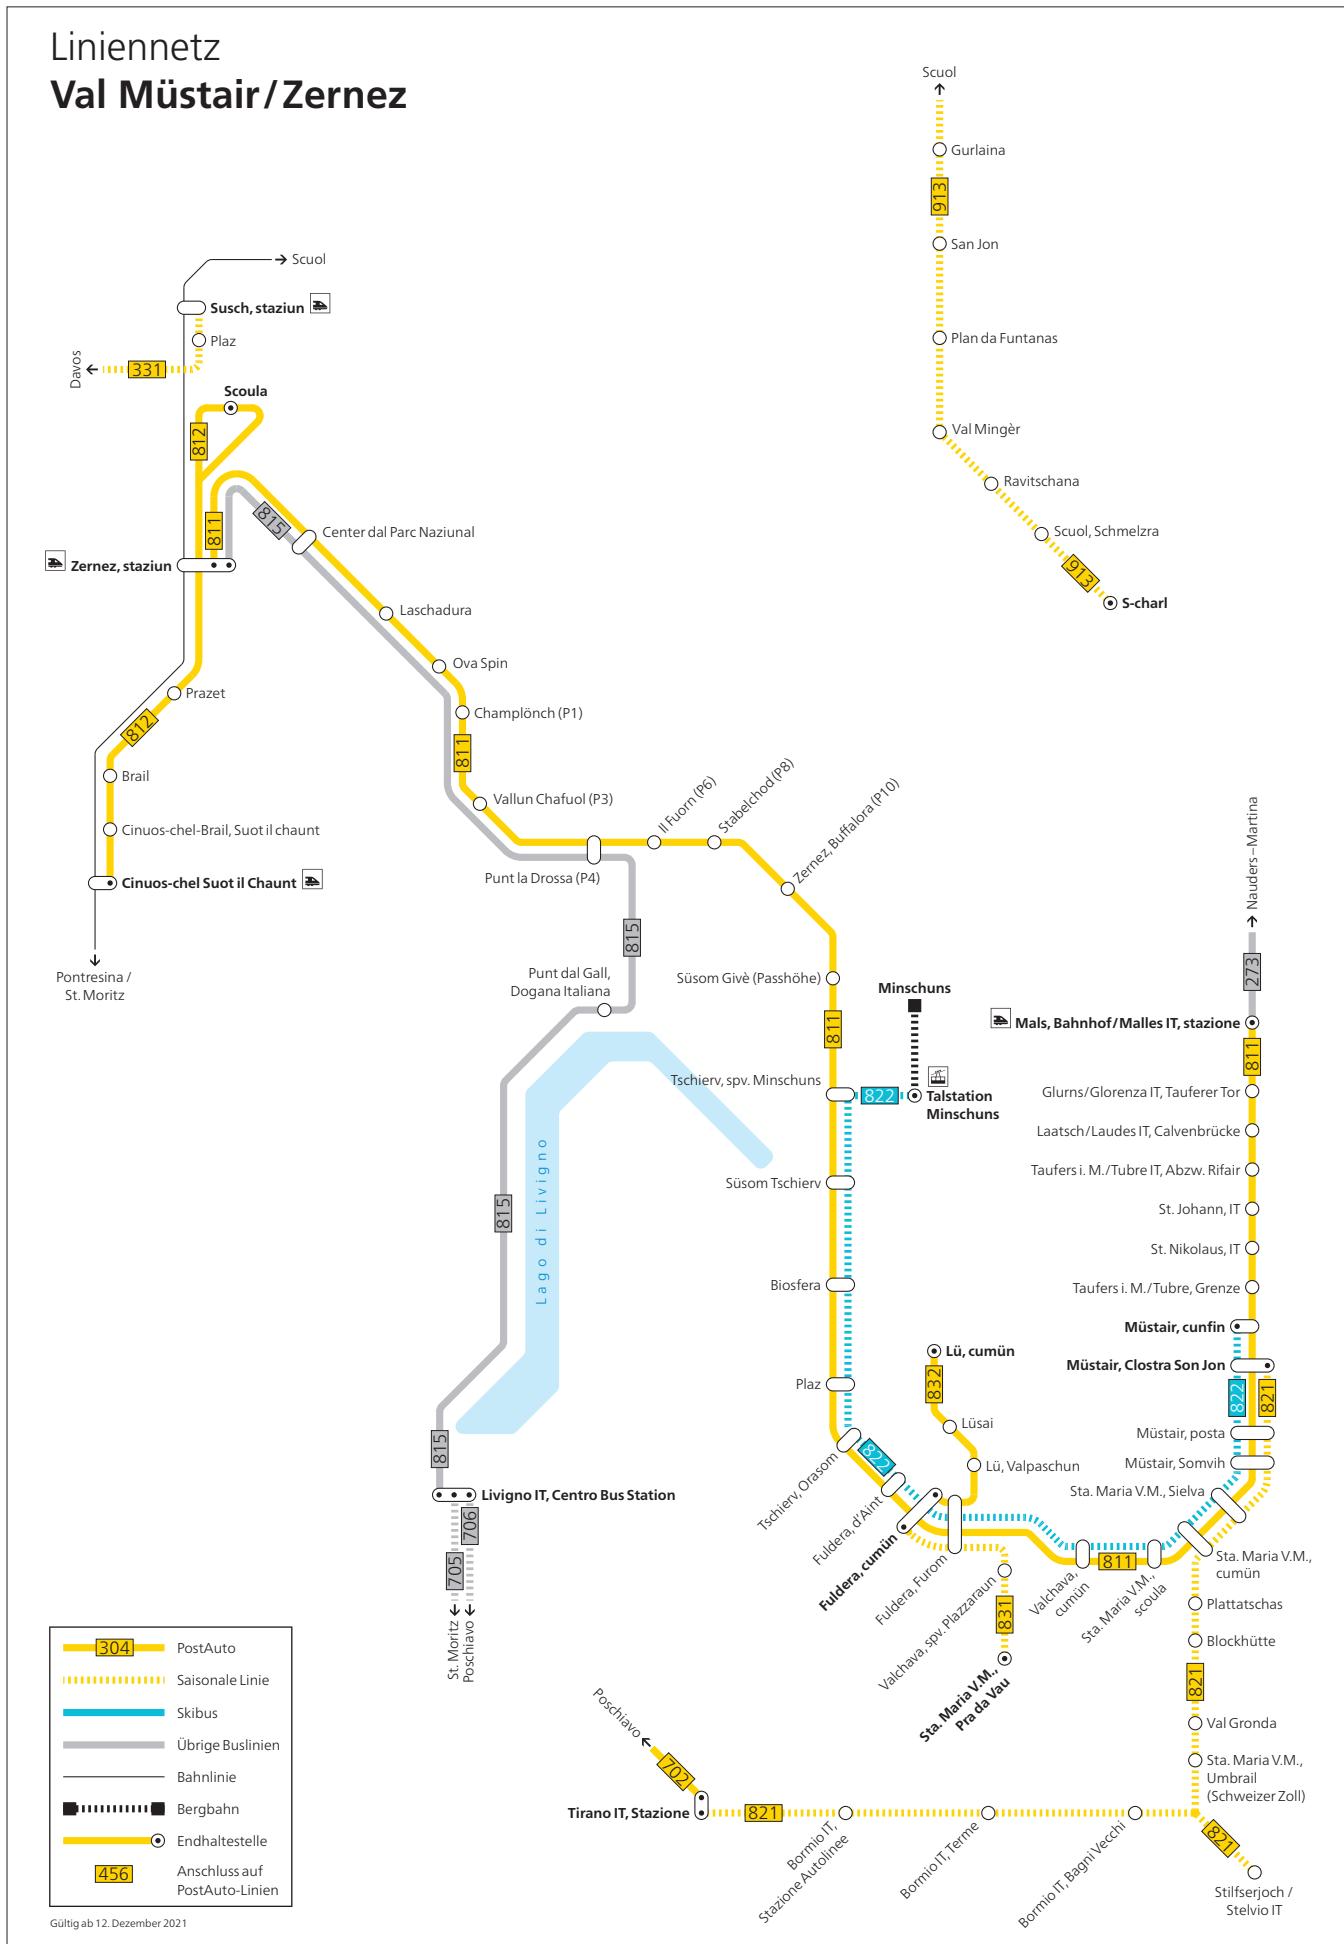 Liniennetz
Val Müstair/Zernez
Scuol
Gurlaina
913
San Jon
Plan da Funtanas
Val Mingèr
Ravitschana
Scuol, Schmelzra
913
S-charl
Scuol
Susch, staziun
Plaz
Davos
331
Scoula
812
811
815
Center dal Parc Naziunal
Zernez, staziun
Laschadura
Ova Spin
Prazet
812
Champlönch (P1)
811
Brail
Vallun Chafuol (P3)
Cinuos-chel-Brail, Suot il chaunt
Cinuos-chel Suot il Chaunt
Pontresina /
St. Moritz
Punt la Drossa (P4)
Il Fuorn (P6)
Stabelchod (P8)
Zernez, Buffalora (P10)
815
Punt dal Gall,
Dogana Italiana
Süsom Givè (Passhöhe)
811
Minschuns
Tschierv, spv. Minschuns
822
Talstation
Minschuns
Lago di Livigno
815
Süsom Tschierv
Biosfera
Plaz
815
Livigno IT, Centro Bus Station
706
705
St. Moritz
Poschiavo
Nauders–Martina
273
Mals, Bahnhof/Malles IT, stazione
811
Glurns/Glorenza IT, Tauferer Tor
Laatsch/Laudes IT, Calvenbrücke
Taufers i. M./Tubre IT, Abzw. Rifair
St. Johann, IT
St. Nikolaus, IT
Taufers i. M./Tubre, Grenze
Müstair, cunfin
Müstair, Clostra Son Jon
822
821
Müstair, posta
Müstair, Somvih
Sta. Maria V.M., Sielva
Lü, cumün
832
Lüsai
Lü, Valpaschun
822
Tschierv, Orasom
Fuldera, d'Aint
Fuldera, cumün
Fuldera, Furom
Valchava, spv. Plazzaraun
831
Sta. Maria V.M.,
Pra da Vau
811
Valchava,
cumün
Sta. Maria V.M.,
scoula
Sta. Maria V.M.,
cumün
Plattatschas
Blockhütte
821
Val Gronda
Sta. Maria V.M.,
Umbrail
(Schweizer Zoll)
821
Stilfserjoch /
Stelvio IT
Poschiavo
702
Tirano IT, Stazione
821
Bormio IT,
Stazione Autolinee
Bormio IT, Terme
Bormio IT, Bagni Vecchi
304
PostAuto
Saisonale Linie
Skibus
Übrige Buslinien
Bahnlinie
Bergbahn
Endhaltestelle
456
Anschluss auf
PostAuto-Linien
Gültig ab 12. Dezember 2021